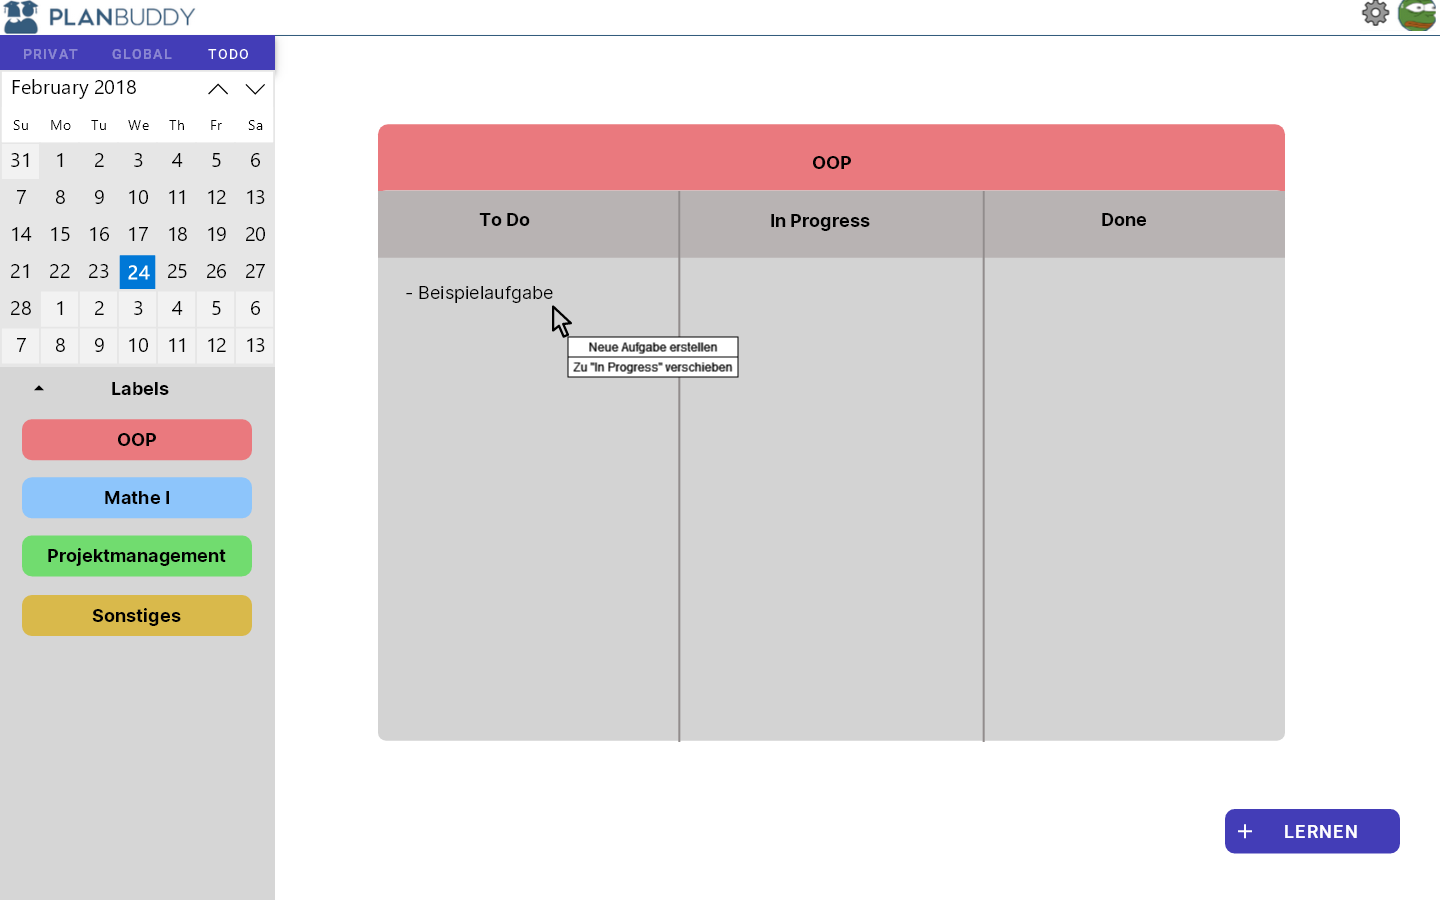 PLANBUDDY
PRIVAT GLOBAL TODO
February 2018
Su Mo Tu We Th Fr Sa
31 1 2 3 4 5 6
7 8 9 10 11 12 13
14 15 16 17 18 19 20
21 22 23 24 25 26 27
28 1 2 3 4 5 6
7 8 9 10 11 12 13
Labels
OOP
Mathe I
Projektmanagement
Sonstiges
OOP
To Do In Progress Done
- Beispielaufgabe
Neue Aufgabe erstellen
Zu "In Progress" verschieben
+ LERNEN